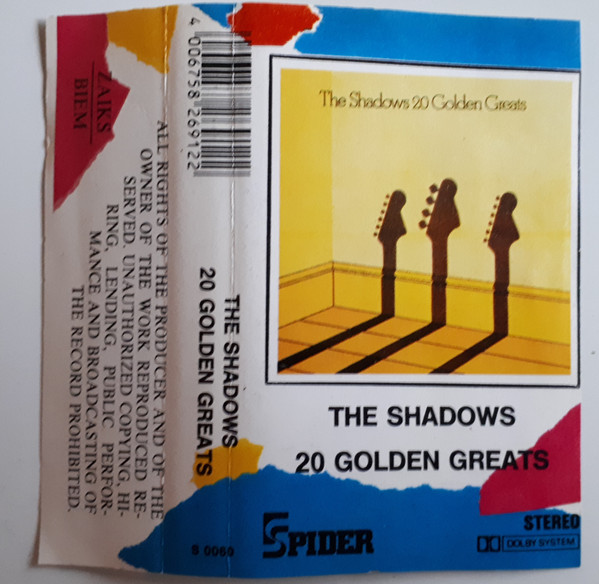 ZAIKS
BIEM
4 006758 269122
ALL RIGHTS OF THE PRODUCER AND OF THE
OWNER OF THE WORK REPRODUCED RE-
SERVED. UNAUTHORIZED COPYING, HI-
RING, LENDING, PUBLIC PERFOR-
MANCE AND BROADCASTING OF
THE RECORD PROHIBITED.
THE SHADOWS
20 GOLDEN GREATS
S 0060
The Shadows 20 Golden Greats
THE SHADOWS
20 GOLDEN GREATS
SPIDER
STEREO
DOLBY SYSTEM